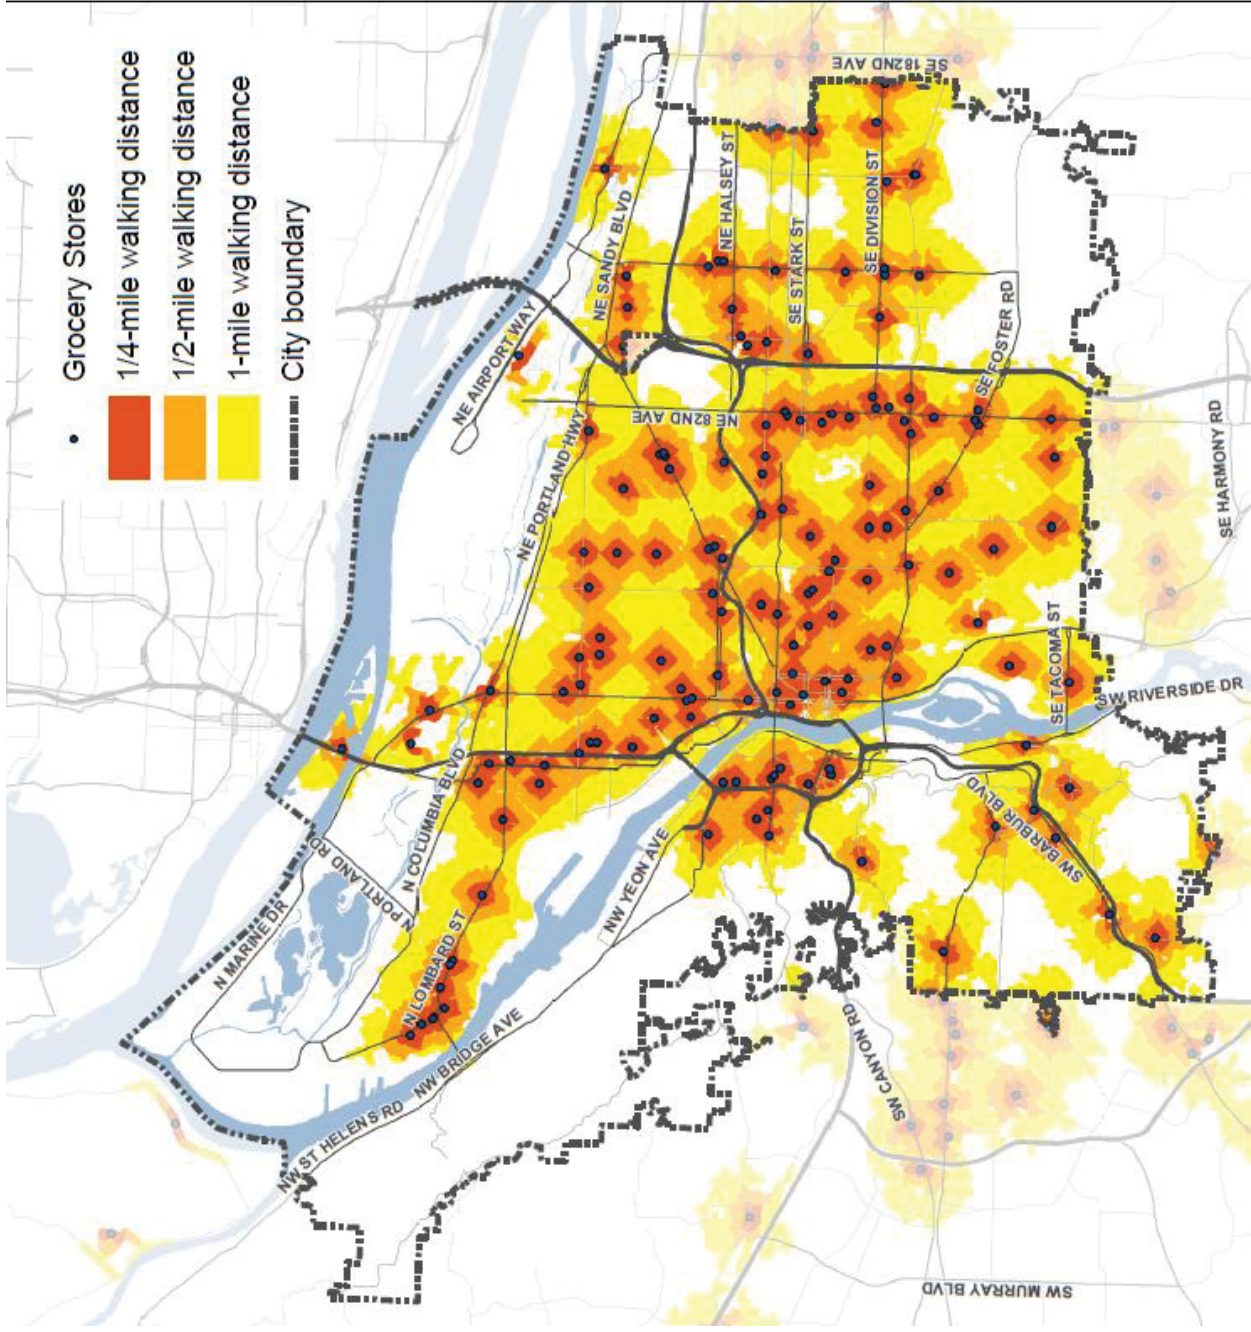 Grocery Stores
1/4-mile walking distance
1/2-mile walking distance
1-mile walking distance
City boundary
SE 182ND AVE
NE SANDY BLVD
NE HALSEY ST
SE STARK ST
SE DIVISION ST
NE AIRPORT WAY
SE FOSTER RD
NE 82ND AVE
NE 82ND AVE
NE PORTLAND HWY
SE HARMONY RD
SE TACOMA ST
SW RIVERSIDE DR
N COLUMBIA BLVD
N PORTLAND RD
N MARINE DR
N LOMBARD ST
NW YEON AVE
SW BARBUR BLVD
NW BRIDGE AVE
NW ST HELENS RD
SW CANYON RD
SW MURRAY BLVD